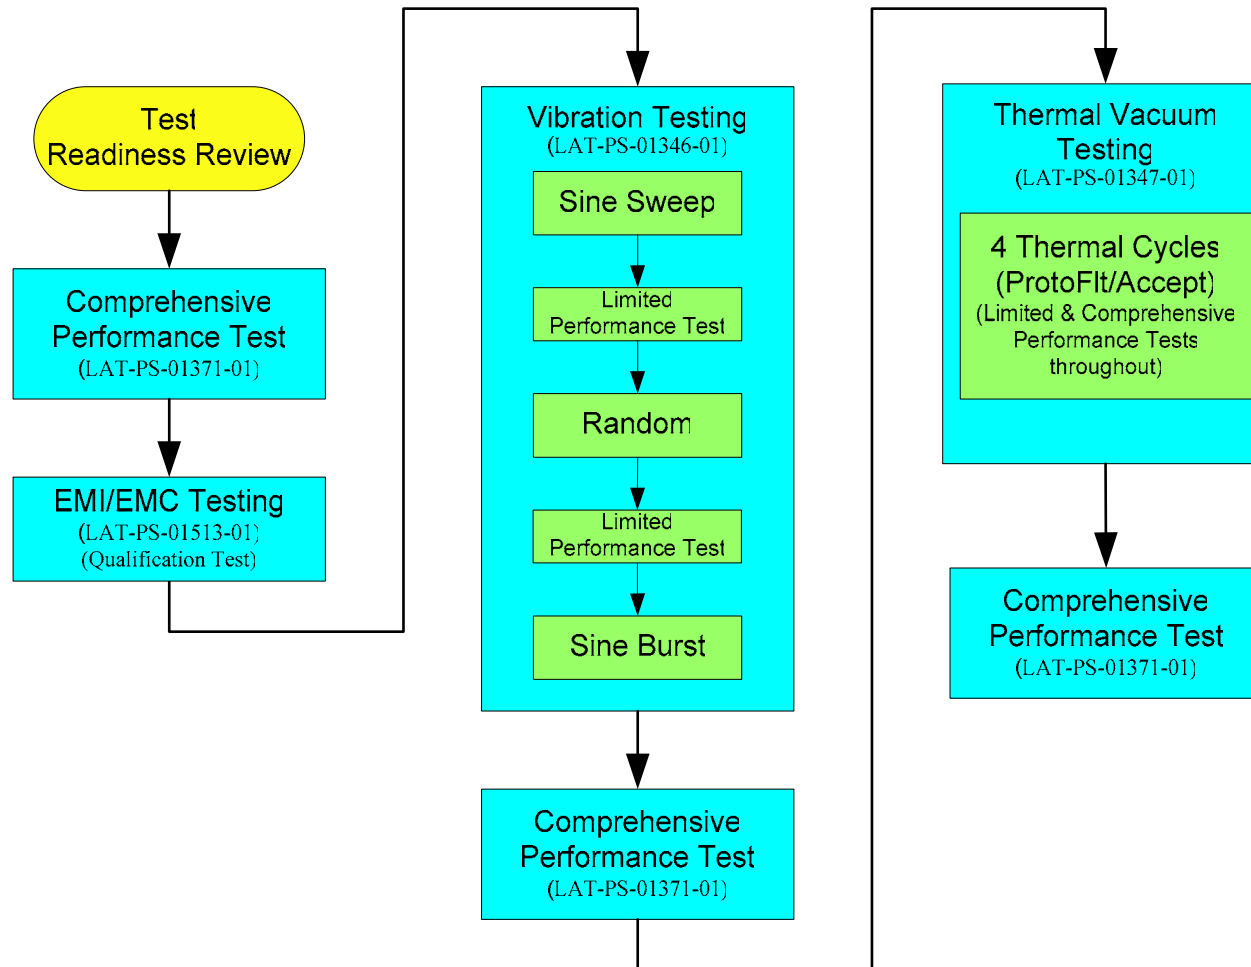 Test
Readiness Review
Comprehensive
Performance Test
(LAT-PS-01371-01)
EMI/EMC Testing
(LAT-PS-01513-01)
(Qualification Test)
Vibration Testing
(LAT-PS-01346-01)
Sine Sweep
Limited
Performance Test
Random
Limited
Performance Test
Sine Burst
Comprehensive
Performance Test
(LAT-PS-01371-01)
Thermal Vacuum
Testing
(LAT-PS-01347-01)
4 Thermal Cycles
(ProtoFlt/Accept)
(Limited & Comprehensive
Performance Tests
throughout)
Comprehensive
Performance Test
(LAT-PS-01371-01)